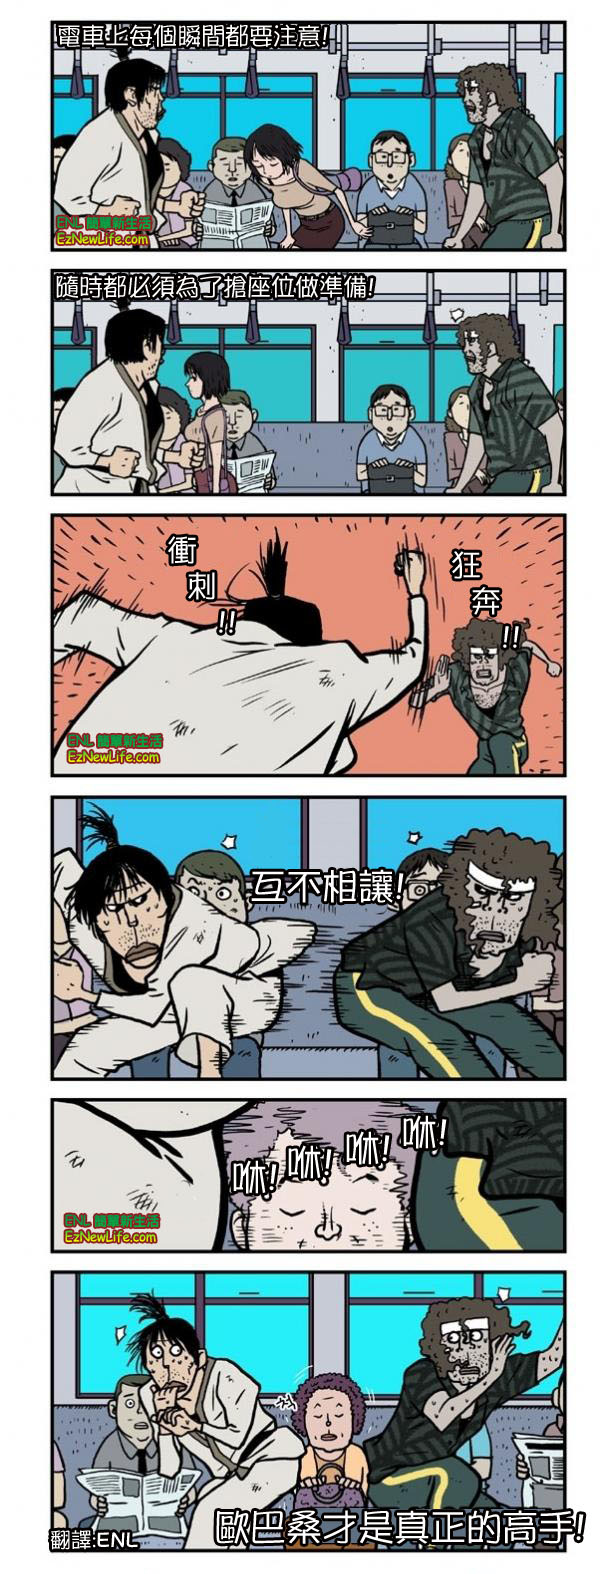 電車上每個瞬間都要注意!
ENL 簡單新生活
EzNewLife.com
隨時都必須為了搶座位做準備!
衝刺!!
狂奔!!
ENL 簡單新生活
EzNewLife.com
互不相讓!
咻!咻!咻!咻!
ENL 簡單新生活
EzNewLife.com
歐巴桑才是真正的高手!
翻譯:ENL